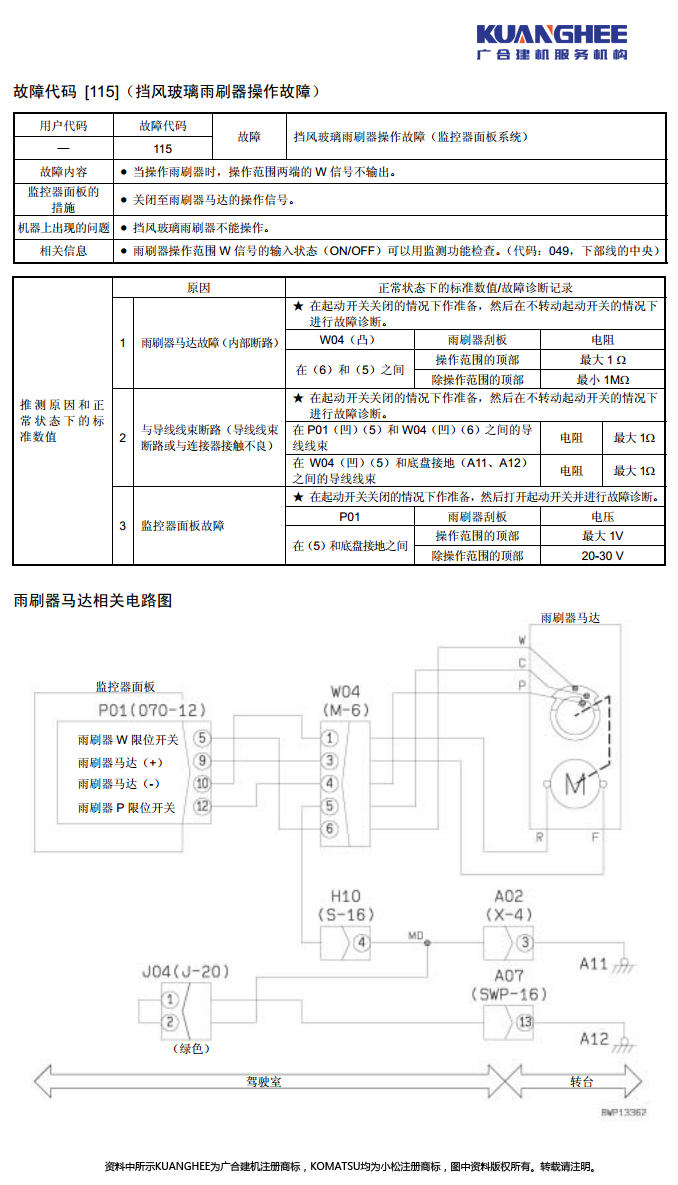 KUANGHEE
广合建机服务机构
故障代码 [115]（挡风玻璃雨刷器操作故障）
用户代码 故障代码 故障 挡风玻璃雨刷器操作故障（监控器面板系统）
— 115
故障内容 ● 当操作雨刷器时，操作范围两端的 W 信号不输出。
监控器面板的
措施 ● 关闭至雨刷器马达的操作信号。
机器上出现的问题 ● 挡风玻璃雨刷器不能操作。
相关信息 ● 雨刷器操作范围 W 信号的输入状态（ON/OFF）可以用监测功能检查。（代码：049，下部线的中央）
推测原因和正
常状态下的标
准数值
原因 正常状态下的标准数值/故障诊断记录
1 雨刷器马达故障（内部断路）
★ 在起动开关关闭的情况下作准备，然后在不转动起动开关的情况下
进行故障诊断。
W04（凸） 雨刷器刮板 电阻
在（6）和（5）之间 操作范围的顶部 最大 1 Ω
除操作范围的顶部 最小 1MΩ
2 与导线线束断路（导线线束
断路或与连接器接触不良）
★ 在起动开关关闭的情况下作准备，然后在不转动起动开关的情况下
进行故障诊断。
在 P01（凹）（5）和 W04（凹）（6）之间的导
线线束 电阻 最大 1Ω
在 W04（凹）（5）和底盘接地（A11、A12）
之间的导线线束 电阻 最大 1Ω
3 监控器面板故障
★ 在起动开关关闭的情况下作准备，然后打开起动开关并进行故障诊断。
P01 雨刷器刮板 电压
在（5）和底盘接地之间 操作范围的顶部 最大 1V
除操作范围的顶部 20-30 V
雨刷器马达相关电路图
雨刷器马达
W
C
P
监控器面板
P01(070-12)
W04
(M-6)
雨刷器 W 限位开关 5
雨刷器马达（+） 9
雨刷器马达（-） 10
雨刷器 P 限位开关 12
1
3
4
5
6
M
R F
H10
(S-16)
4
MD
A02
(X-4)
3
A11
J04(J-20)
1
2
（绿色）
A07
(SWP-16)
13
A12
驾驶室 转台
BWP13362
资料中所示KUANGHEE为广合建机注册商标，KOMATSU均为小松注册商标，图中资料版权所有。转载请注明。